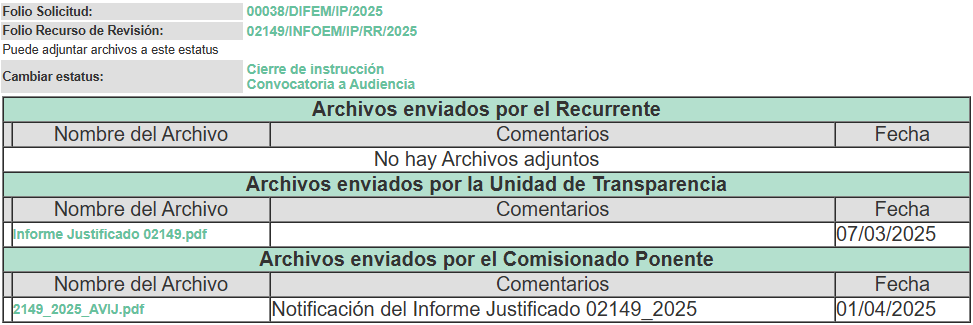 Folio Solicitud: 00038/DIFEM/IP/2025
Folio Recurso de Revisión: 02149/INFOEM/IP/RR/2025
Puede adjuntar archivos a este estatus
Cambiar estatus: Cierre de instrucción
Convocatoria a Audiencia
Archivos enviados por el Recurrente
Nombre del Archivo Comentarios Fecha
No hay Archivos adjuntos
Archivos enviados por la Unidad de Transparencia
Nombre del Archivo Comentarios Fecha
Informe Justificado 02149.pdf 07/03/2025
Archivos enviados por el Comisionado Ponente
Nombre del Archivo Comentarios Fecha
2149_2025_AVIJ.pdf Notificación del Informe Justificado 02149_2025 01/04/2025